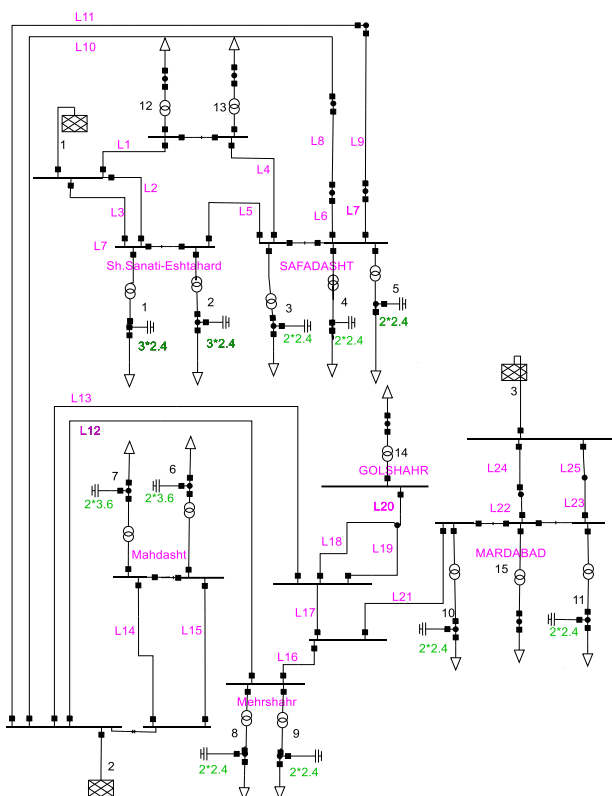 L11
L10
12
13
1
L1
L8
L9
L2
L4
L3
L5
L6
L7
L7
Sh.Sanati-Eshtahard
SAFADASHT
1
2
3
4
5
3*2.4
3*2.4
2*2.4
2*2.4
2*2.4
L13
3
L12
14
7
6
GOLSHAHR
L24
L25
2*3.6
2*3.6
L20
L22
L23
Mahdasht
L18
L19
MARDABAD
15
L21
10
11
L14
L15
L17
2*2.4
2*2.4
L16
Mehrshahr
8
9
2
2*2.4
2*2.4